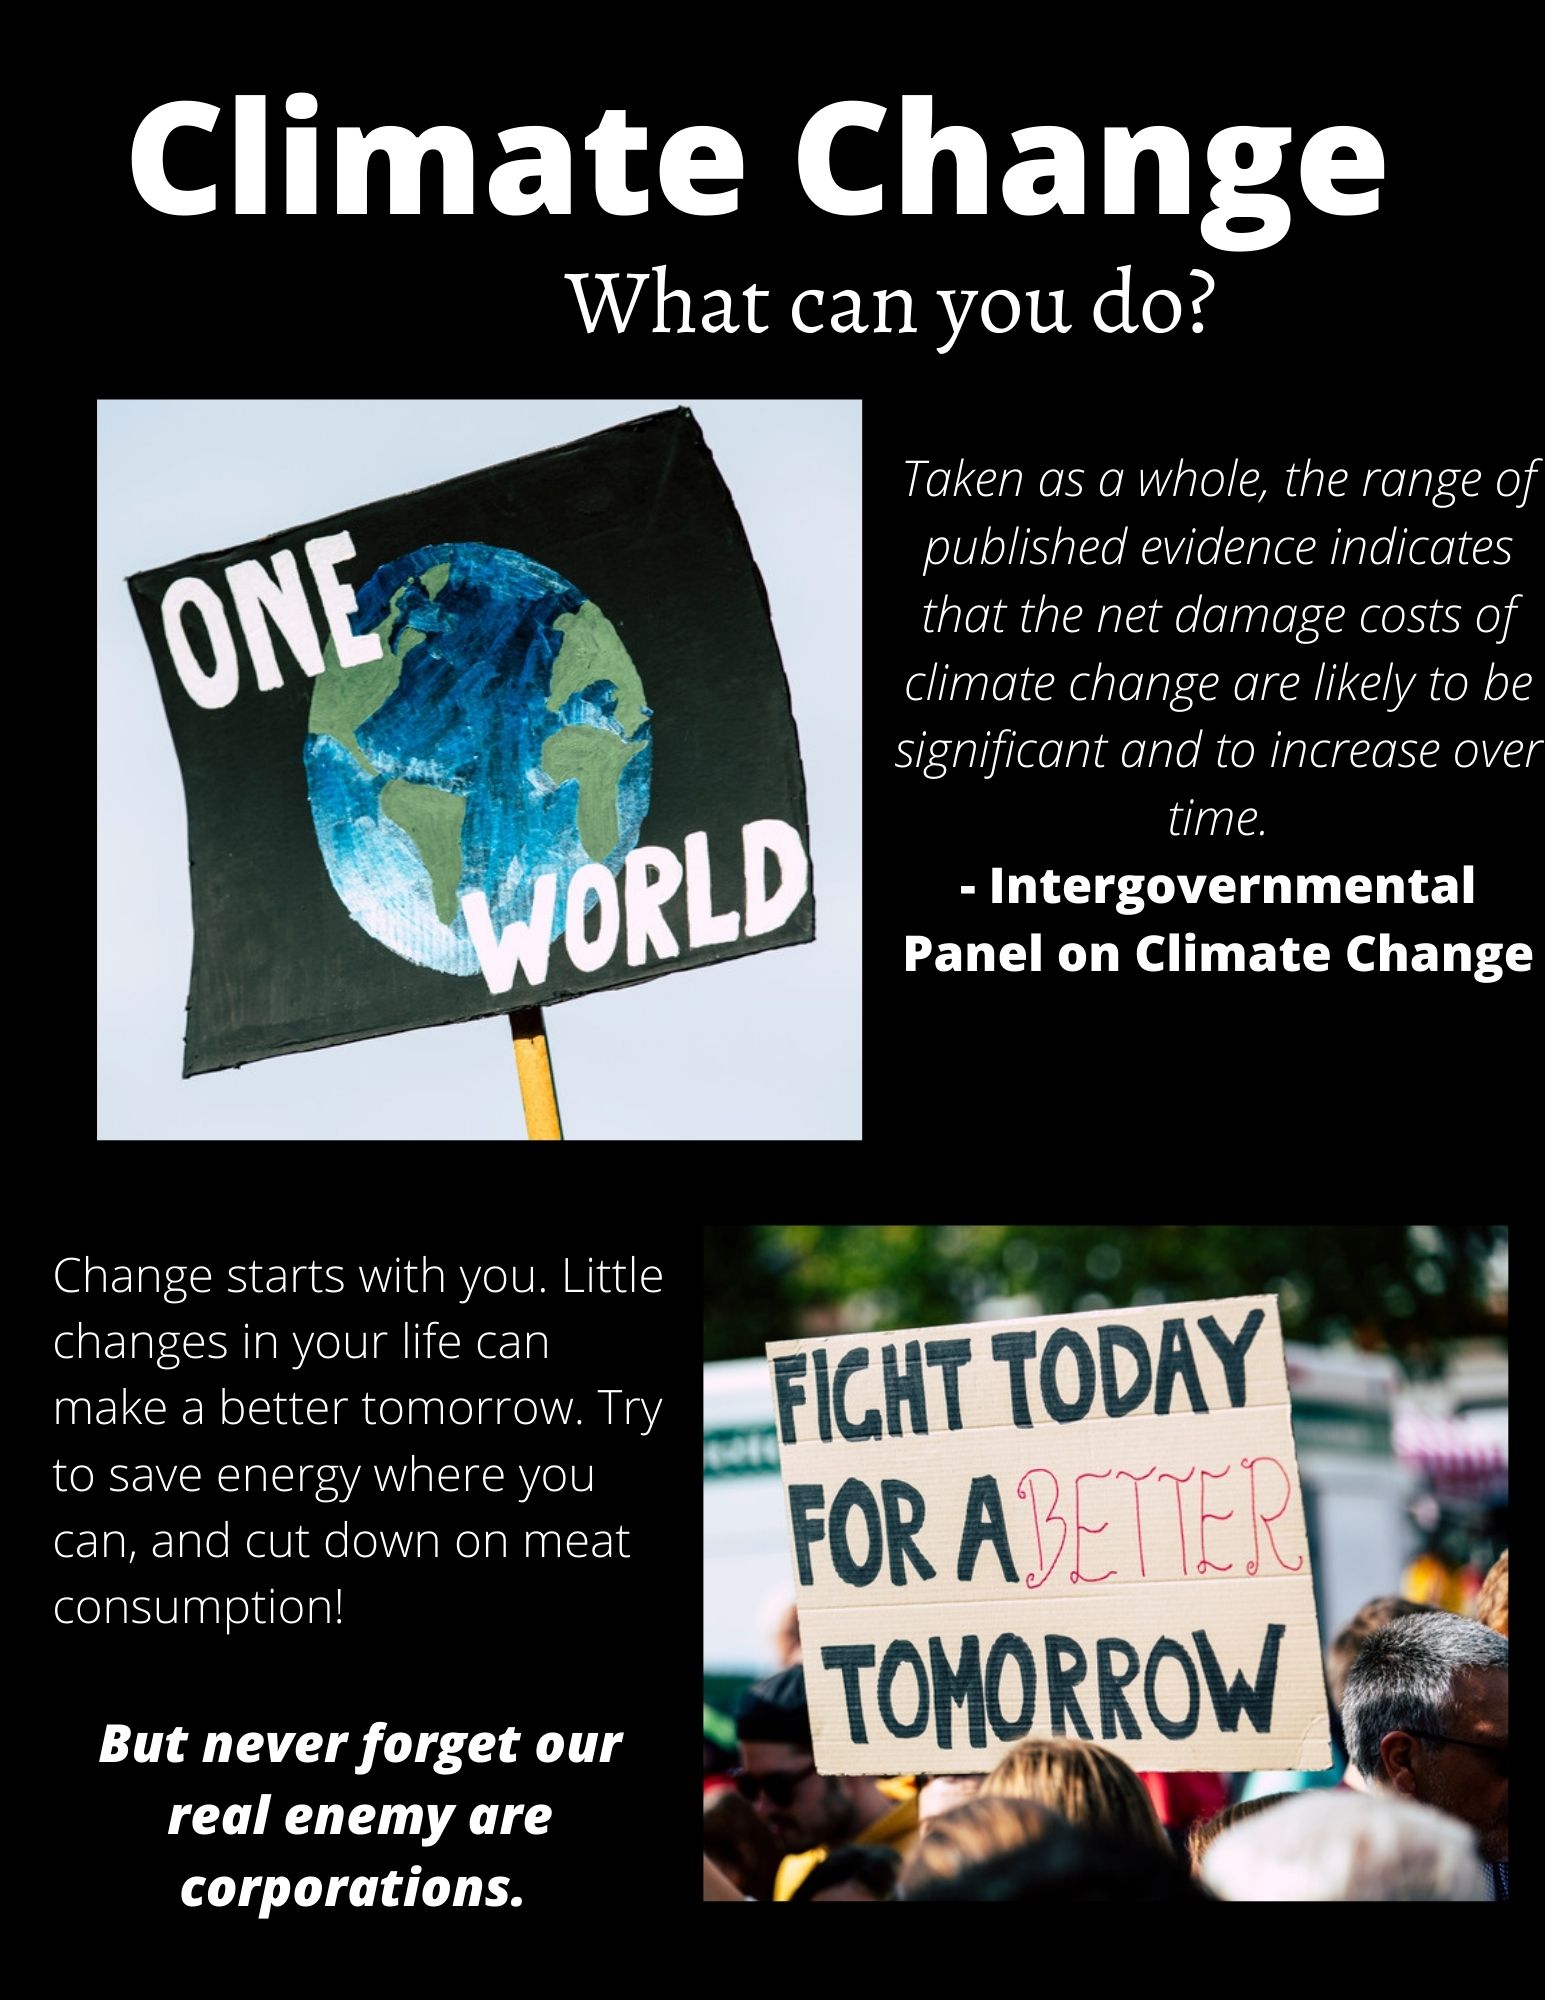 Climate Change
What can you do?
ONE
WORLD
Taken as a whole, the range of
published evidence indicates
that the net damage costs of
climate change are likely to be
significant and to increase over
time.
- Intergovernmental
Panel on Climate Change
Change starts with you. Little
changes in your life can
make a better tomorrow. Try
to save energy where you
can, and cut down on meat
consumption!
But never forget our
real enemy are
corporations.
FIGHT TODAY
FOR A BETTER
TOMORROW